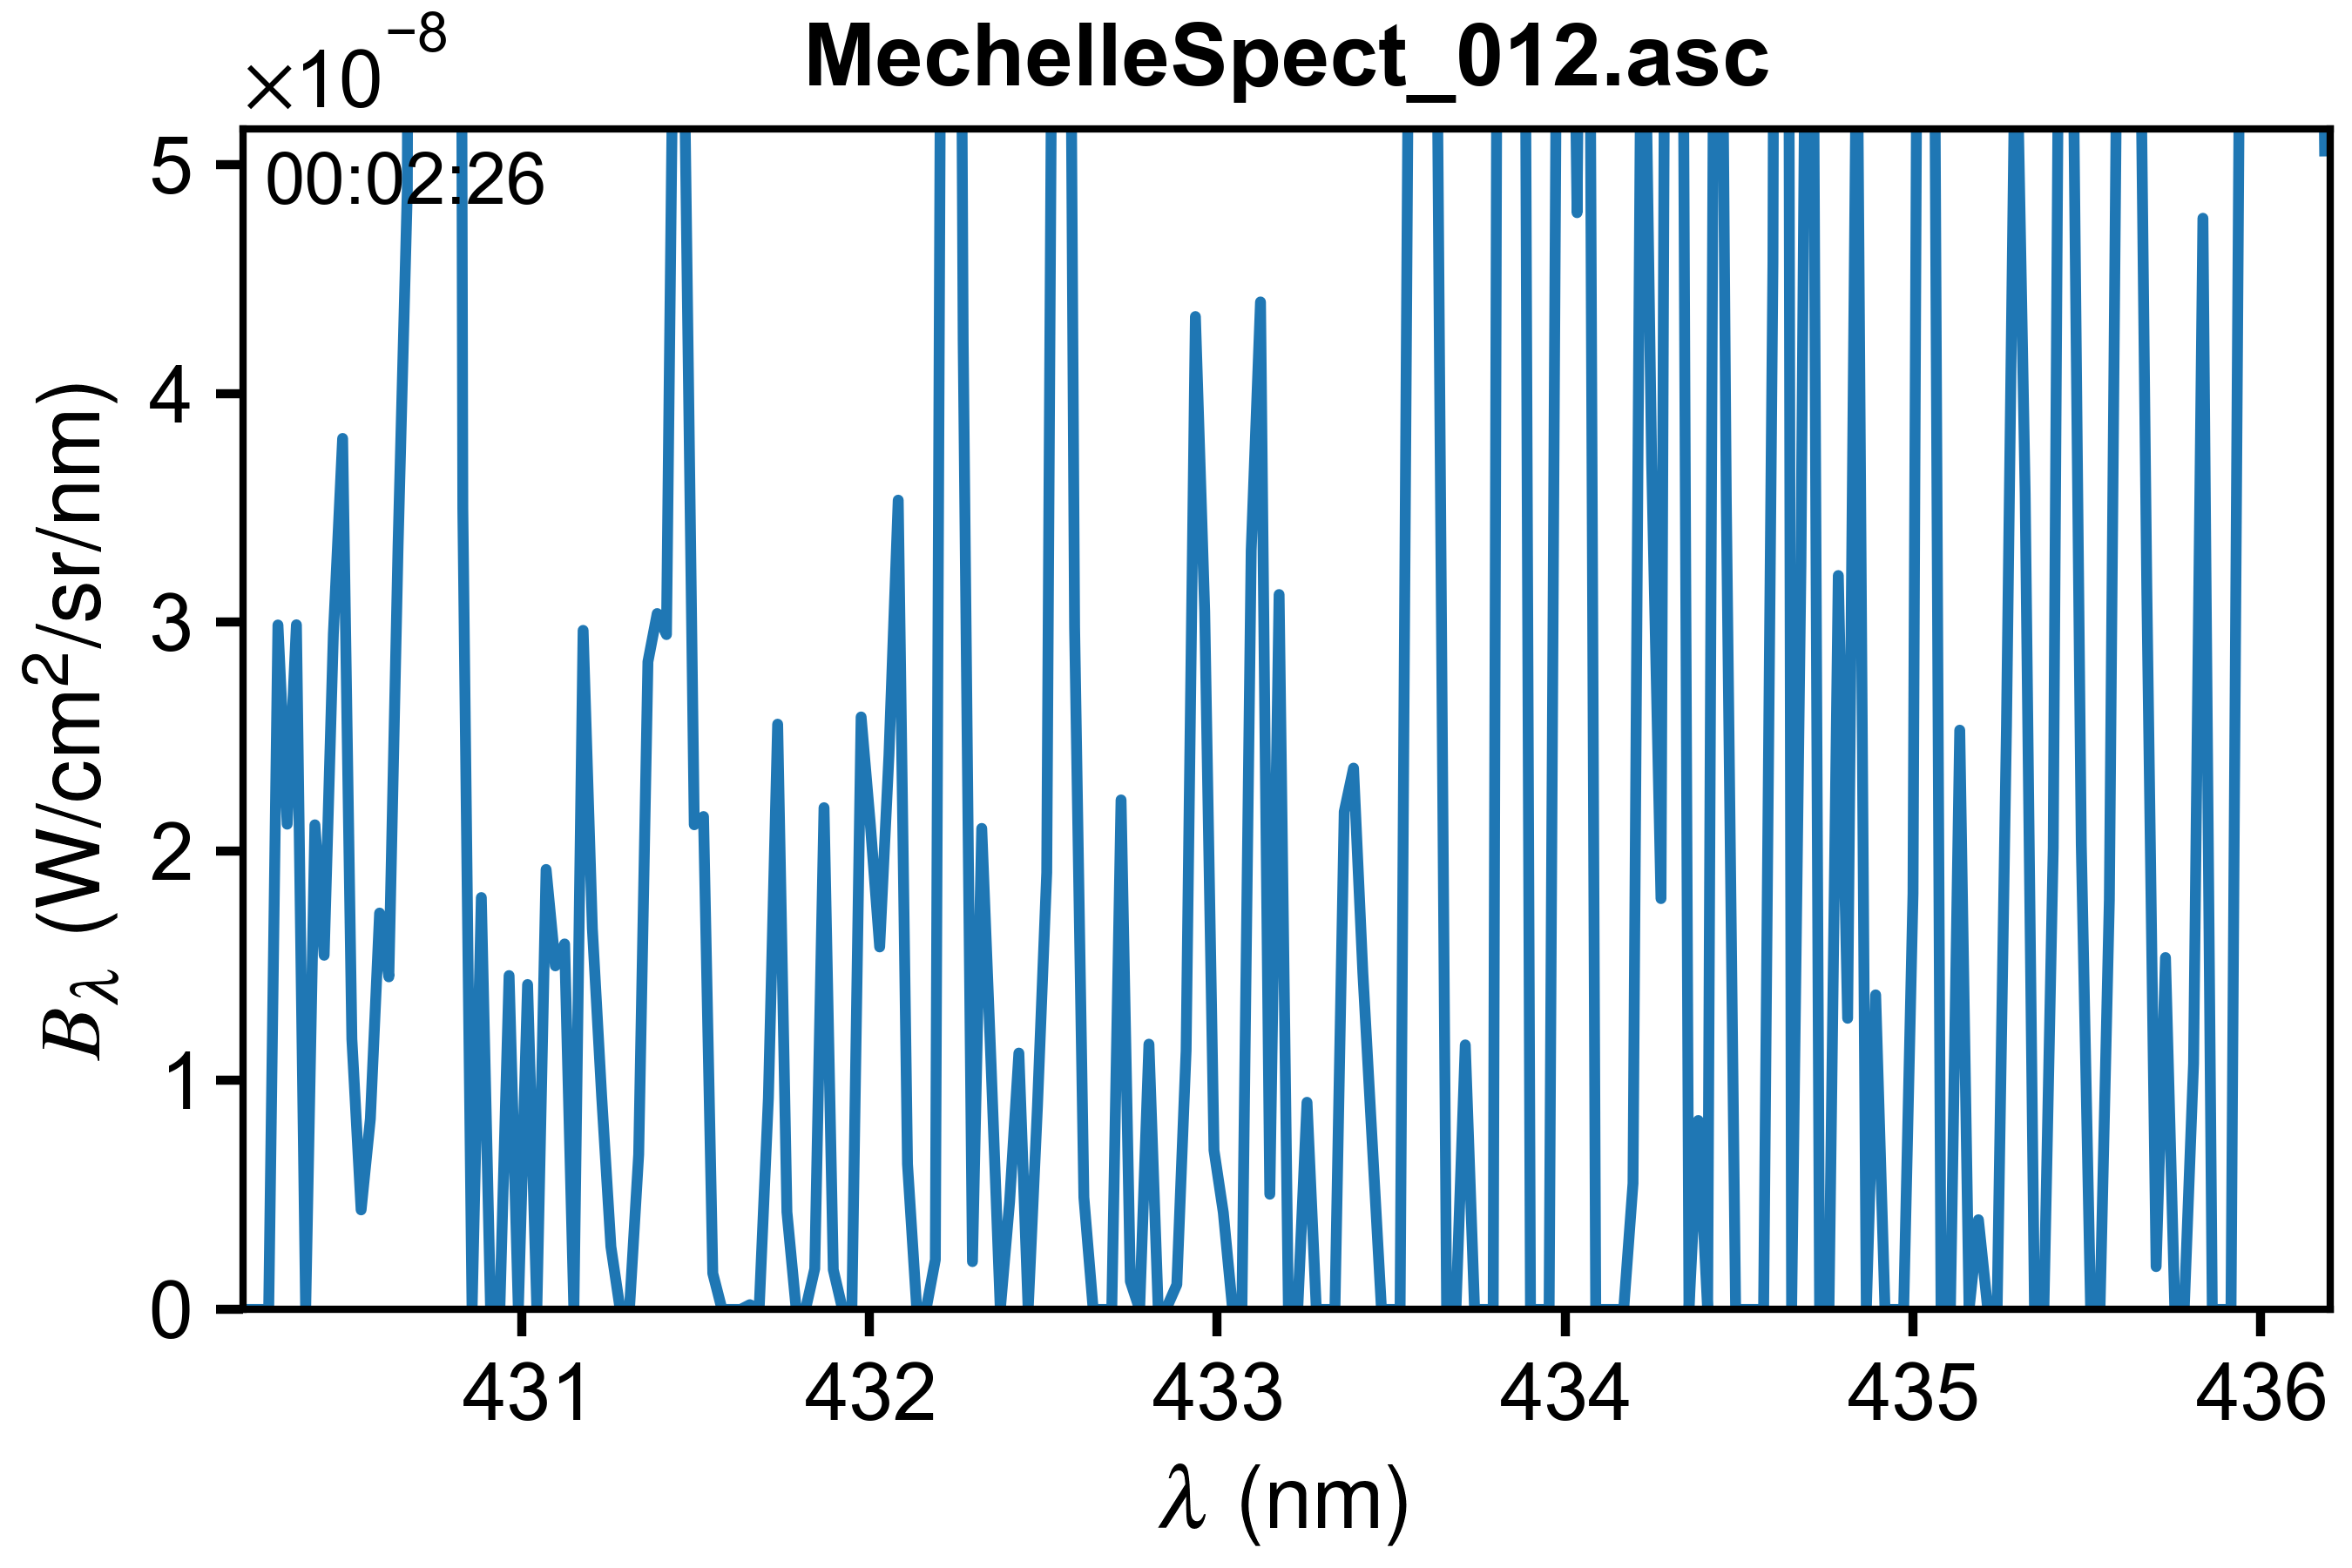 MechelleSpect_012.asc
×10⁻⁸
00:02:26
5
4
3
2
1
0
B_λ (W/cm²/sr/nm)
431 432 433 434 435 436
λ (nm)